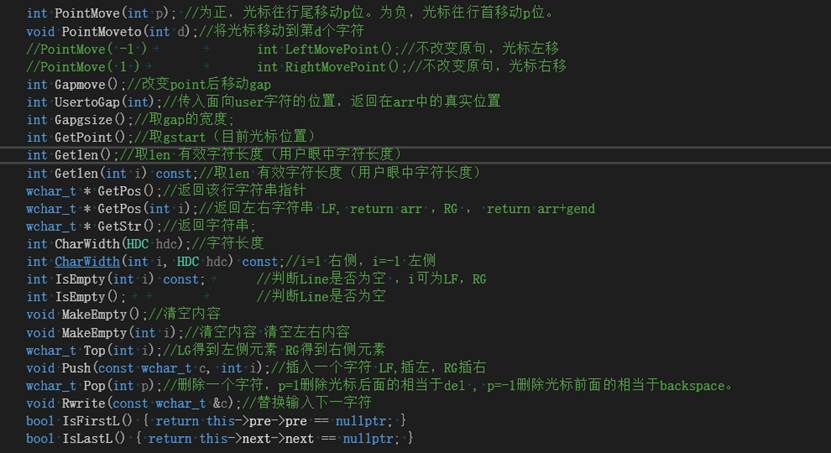 int PointMove(int p); //为正，光标往行尾移动p位。为负，光标往行首移动p位。
void PointMoveto(int d);//将光标移动到第d个字符
//PointMove( -1 ) int LeftMovePoint();//不改变原句，光标左移
//PointMove( 1 ) int RightMovePoint();//不改变原句，光标右移
int Gapmove();//改变point后移动gap
int UsertoGap(int);//传入面向user字符的位置，返回在arr中的真实位置
int Gapgsize();//取gap的宽度;
int GetPoint();//取gstart（目前光标位置）
int Getlen();//取len 有效字符长度（用户眼中字符长度）
int Getlen(int i) const;//取len 有效字符长度（用户眼中字符长度）
wchar_t * GetPos();//返回该行字符串指针
wchar_t * GetPos(int i);//返回左右字符串 LF, return arr , RG , return arr+gend
wchar_t * GetStr();//返回字符串;
int CharWidth(HDC hdc);//字符长度
int CharWidth(int i, HDC hdc) const;//i=1 右侧，i=-1 左侧
int IsEmpty(int i) const; //判断Line是否为空 ，i可为LF，RG
int IsEmpty(); //判断Line是否为空
void MakeEmpty();//清空内容
void MakeEmpty(int i);//清空内容 清空左右内容
wchar_t Top(int i);//LG得到左侧元素 RG得到右侧元素
void Push(const wchar_t c, int i);//插入一个字符 LF,插左，RG插右
wchar_t Pop(int p);//删除一个字符，p=1删除光标后面的相当于del , p=-1删除光标前面的相当于backspace。
void Rwrite(const wchar_t &c);//替换输入下一字符
bool IsFirstL() { return this->pre->pre == nullptr; }
bool IsLastL() { return this->next->next == nullptr; }